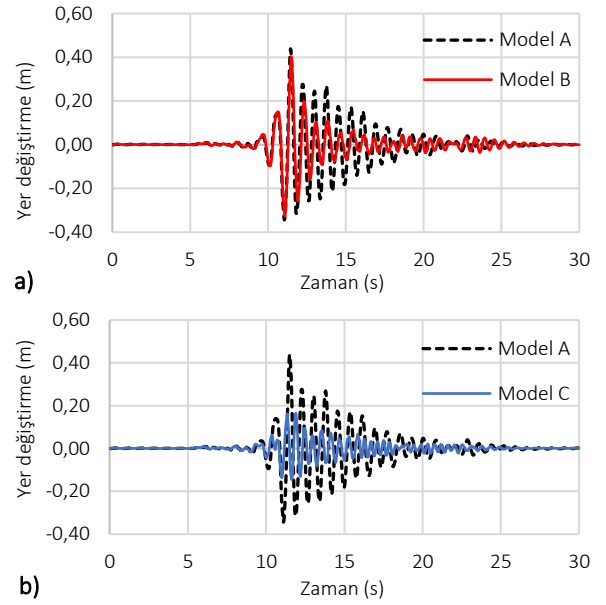 0,60
0,40
0,20
0,00
-0,20
-0,40
Yer değiştirme (m)
Model A
Model B
0 5 10 15 20 25 30
Zaman (s)
a)
0,60
0,40
0,20
0,00
-0,20
-0,40
Yer değiştirme (m)
Model A
Model C
0 5 10 15 20 25 30
Zaman (s)
b)